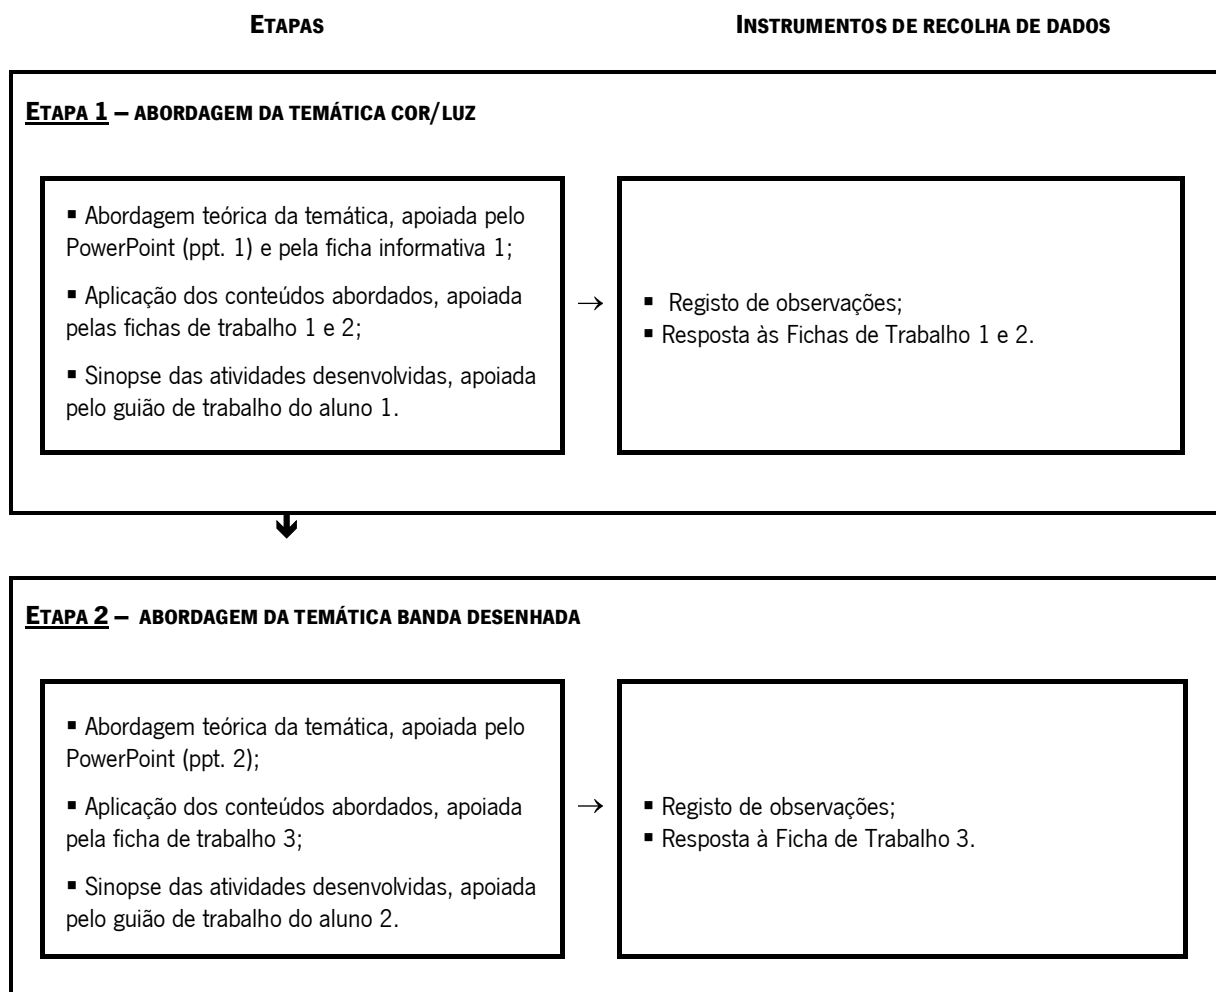 ETAPAS
INSTRUMENTOS DE RECOLHA DE DADOS
ETAPA 1 – ABORDAGEM DA TEMÁTICA COR/LUZ
▪ Abordagem teórica da temática, apoiada pelo
PowerPoint (ppt. 1) e pela ficha informativa 1;
▪ Aplicação dos conteúdos abordados, apoiada
pelas fichas de trabalho 1 e 2;
▪ Sinopse das atividades desenvolvidas, apoiada
pelo guião de trabalho do aluno 1.
→
▪ Registo de observações;
▪ Resposta às Fichas de Trabalho 1 e 2.
ETAPA 2 – ABORDAGEM DA TEMÁTICA BANDA DESENHADA
▪ Abordagem teórica da temática, apoiada pelo
PowerPoint (ppt. 2);
▪ Aplicação dos conteúdos abordados, apoiada
pela ficha de trabalho 3;
▪ Sinopse das atividades desenvolvidas, apoiada
pelo guião de trabalho do aluno 2.
→
▪ Registo de observações;
▪ Resposta à Ficha de Trabalho 3.